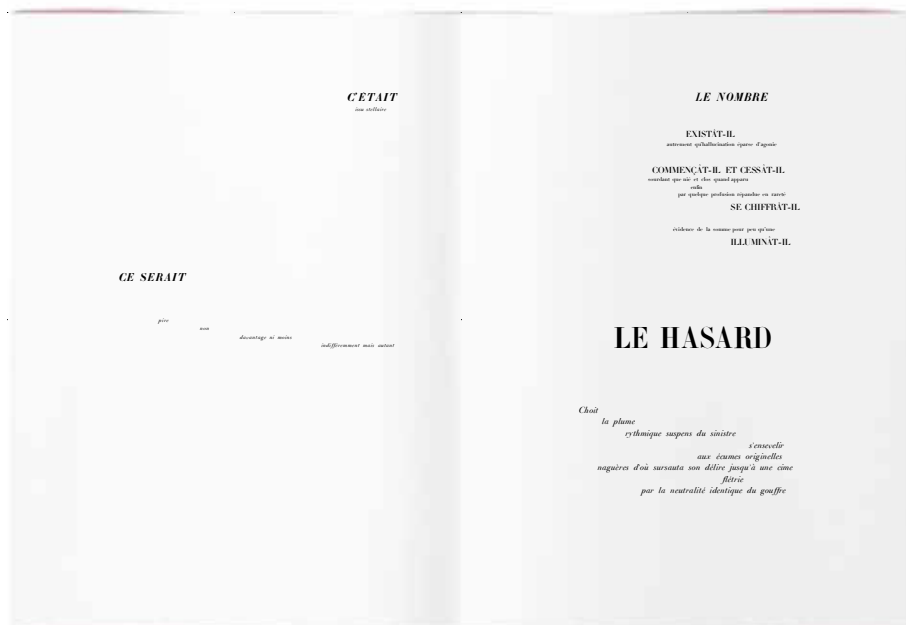 C'ÉTAIT
issu stellaire
CE SERAIT
pire
non
davantage ni moins
indifféremment mais autant
LE NOMBRE
EXISTÂT-IL
autrement qu'hallucination éparse d'agonie
COMMENÇÂT-IL ET CESSÂT-IL
sourdant que nié et clos quand apparu
enfin
par quelque profusion répandue en rareté
SE CHIFFRÂT-IL
évidence de la somme pour peu qu'une
ILLUMINÂT-IL
LE HASARD
Choit
la plume
rythmique suspens du sinistre
s'ensevelir
aux écumes originelles
naguères d'où sursauta son délire jusqu'à une cime
flétrie
par la neutralité identique du gouffre